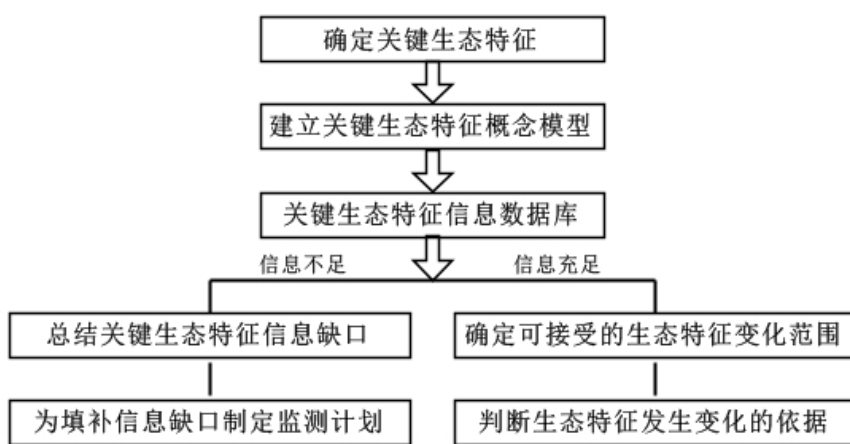 确定关键生态特征
建立关键生态特征概念模型
关键生态特征信息数据库
信息不足
信息充足
总结关键生态特征信息缺口
确定可接受的生态特征变化范围
为填补信息缺口制定监测计划
判断生态特征发生变化的依据